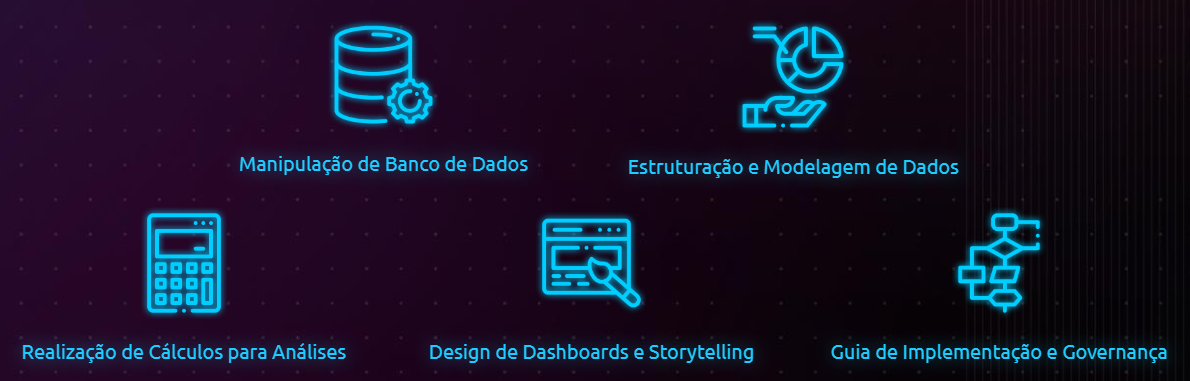 Manipulação de Banco de Dados
Estruturação e Modelagem de Dados
Realização de Cálculos para Análises
Design de Dashboards e Storytelling
Guia de Implementação e Governança